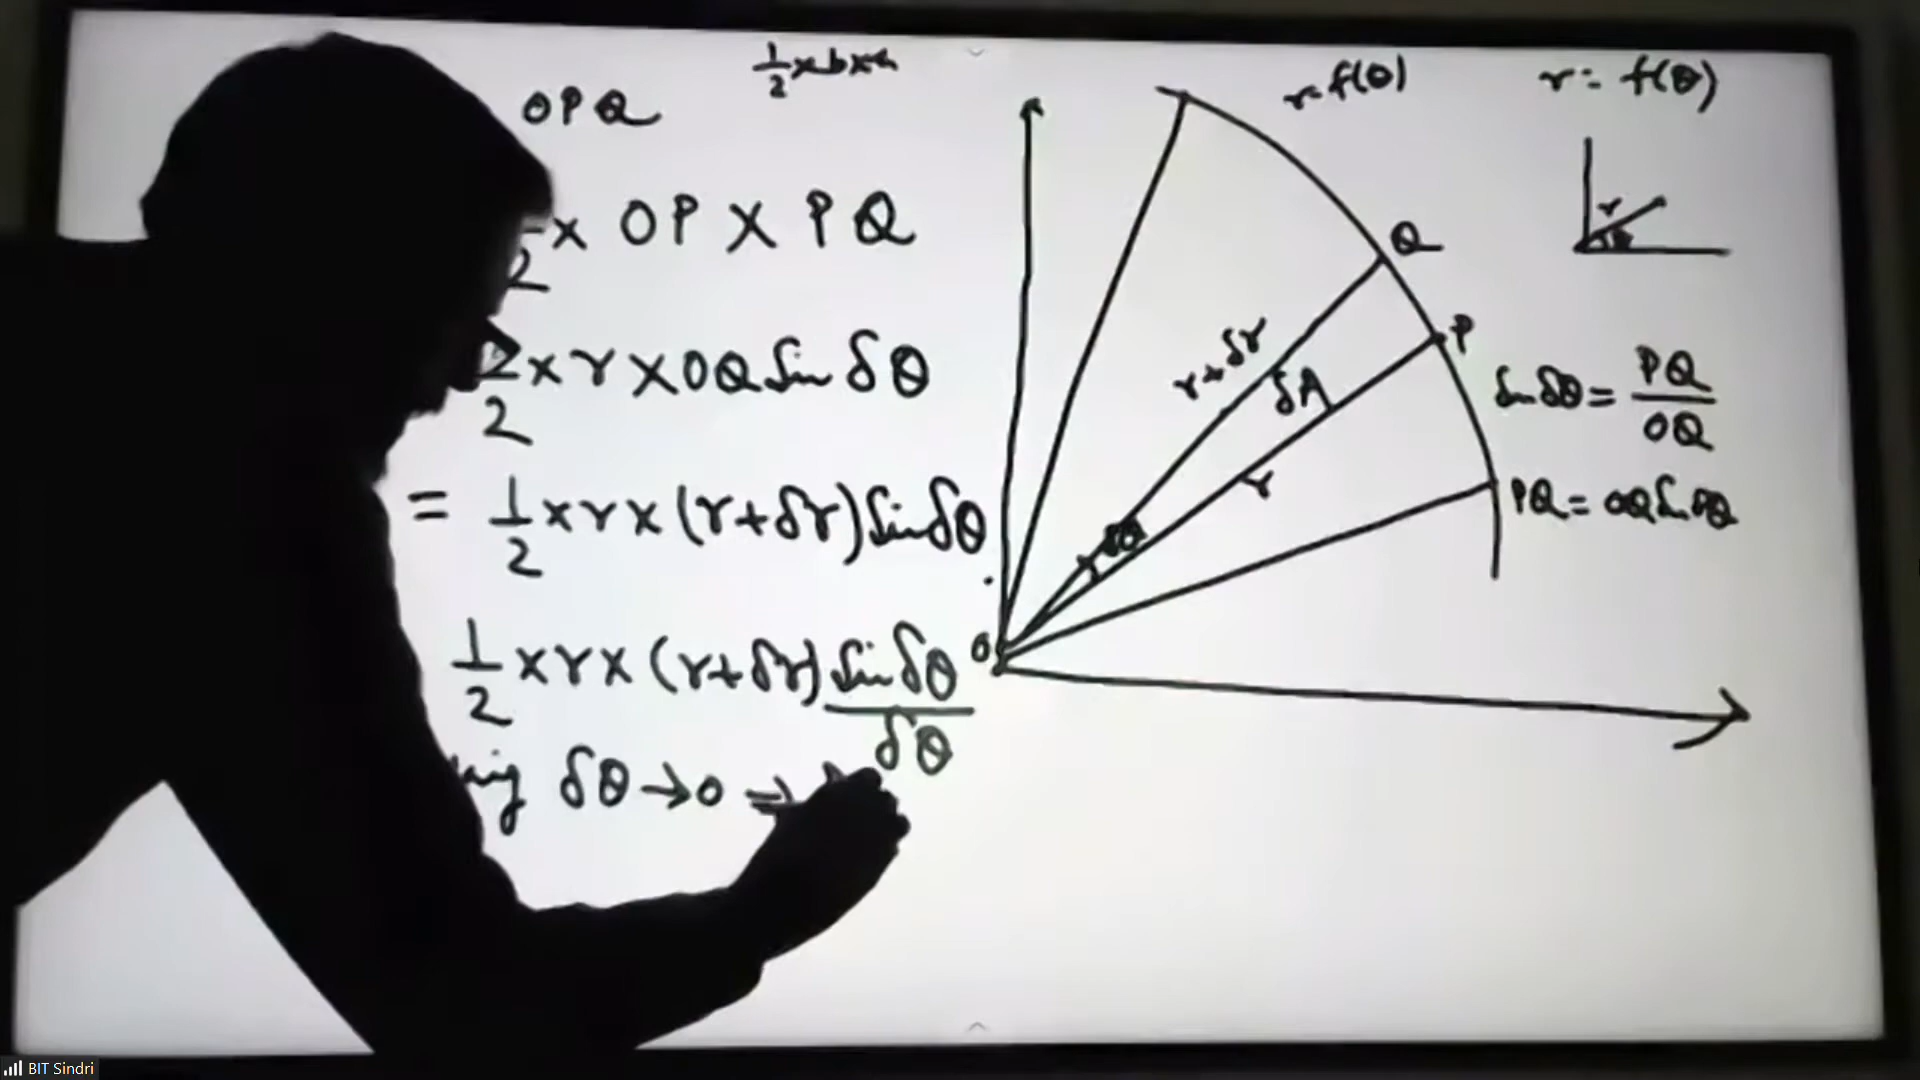 OPQ
1/2 x b x h
x OP X PQ
2
2 x r X OQ Sin δθ
= 1/2 x r x (r+δr) Sin δθ
1/2 x r x (r+δr) Sin δθ / δθ
δθ → 0 ⇒
r = f(θ)
r = f(θ)
r
Q
P
r + δr
δA
r
δθ
O
Sin δθ = PQ / OQ
PQ = OQ Sin δθ
BIT Sindri